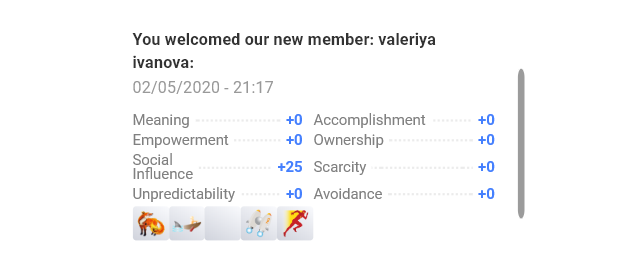 You welcomed our new member: valeriya
ivanova:
02/05/2020 - 21:17
Meaning +0 Accomplishment +0
Empowerment +0 Ownership +0
Social
Influence +25 Scarcity +0
Unpredictability +0 Avoidance +0